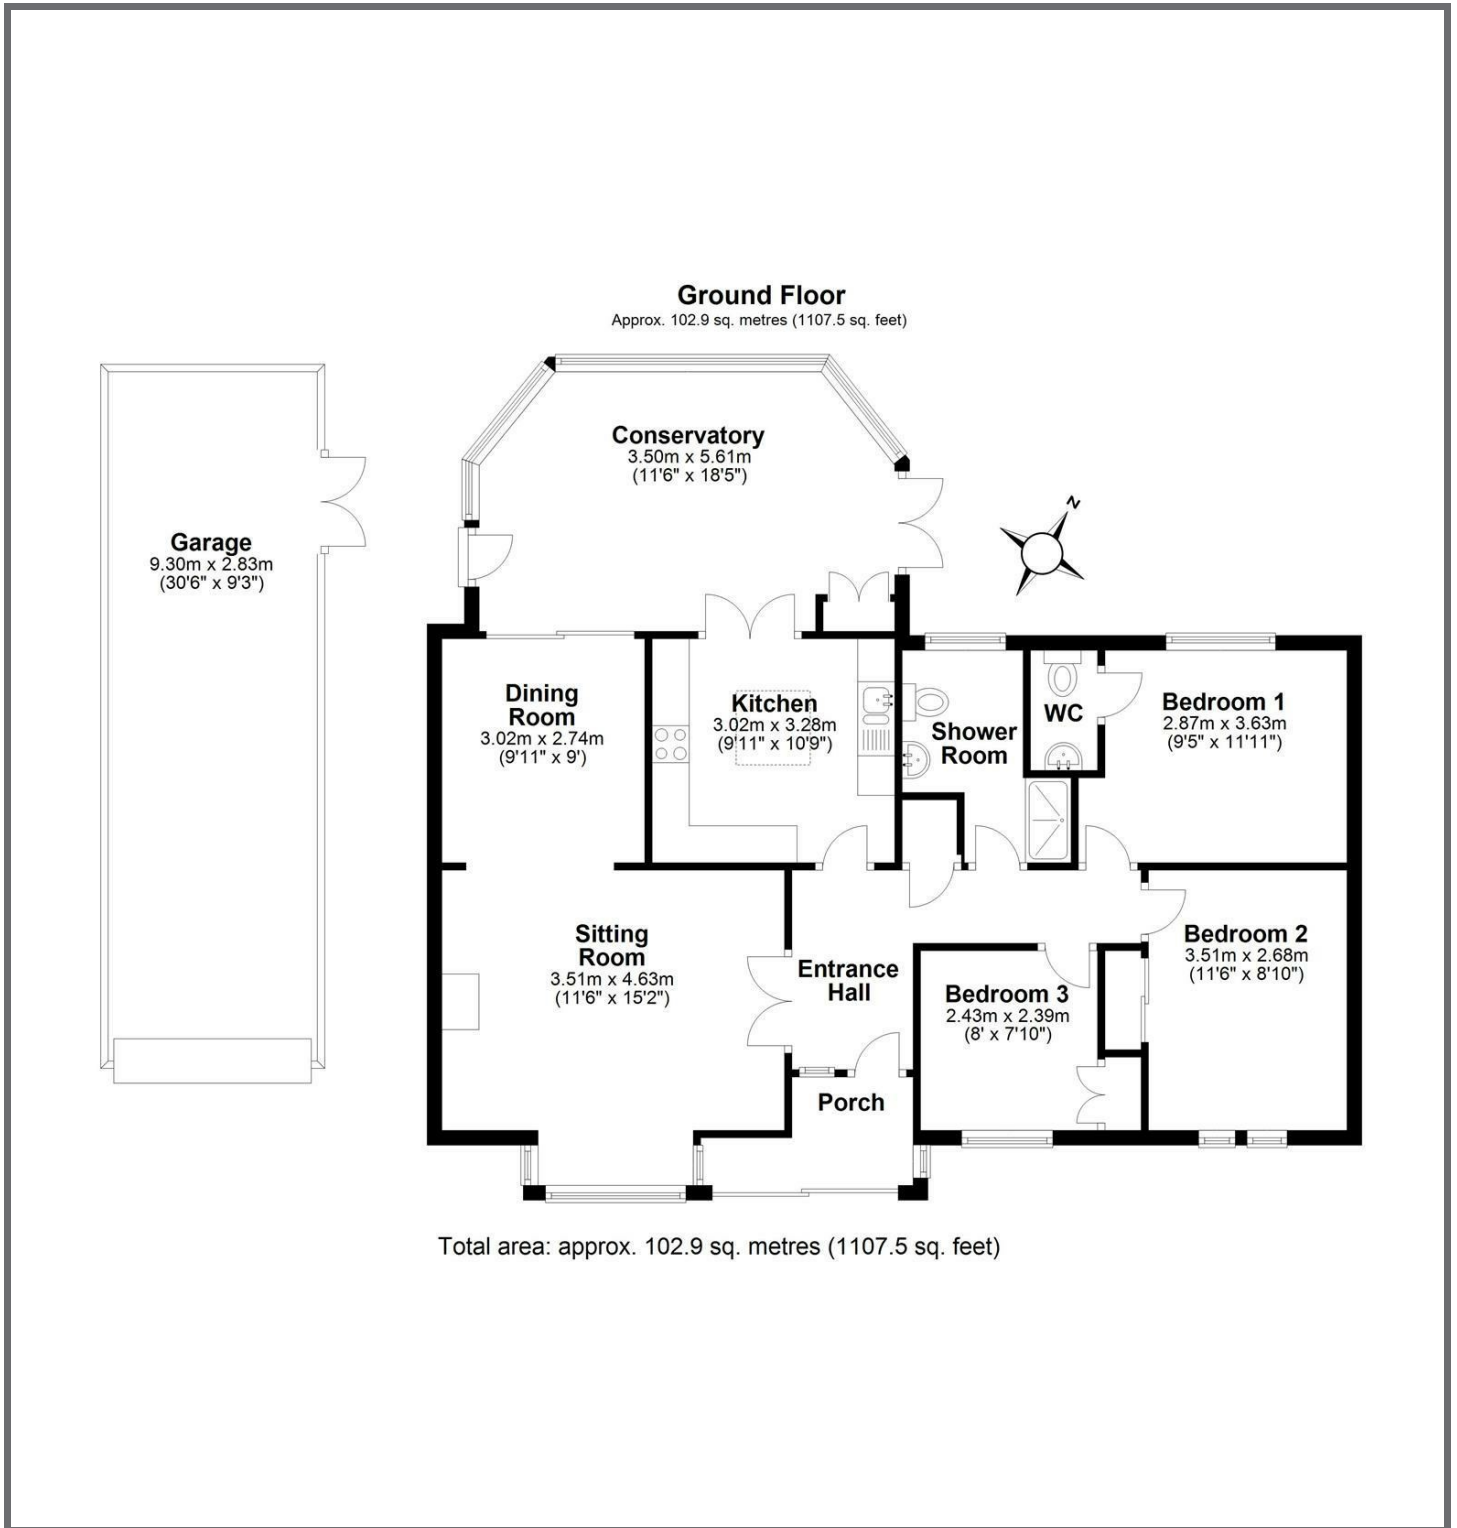 Ground Floor
Approx. 102.9 sq. metres (1107.5 sq. feet)
Conservatory
3.50m x 5.61m
(11'6" x 18'5")
N
Garage
9.30m x 2.83m
(30'6" x 9'3")
Dining
Room
3.02m x 2.74m
(9'11" x 9')
Kitchen
3.02m x 3.28m
(9'11" x 10'9")
Shower
Room
WC
Bedroom 1
2.87m x 3.63m
(9'5" x 11'11")
Sitting
Room
3.51m x 4.63m
(11'6" x 15'2")
Entrance
Hall
Bedroom 3
2.43m x 2.39m
(8' x 7'10")
Bedroom 2
3.51m x 2.68m
(11'6" x 8'10")
Porch
Total area: approx. 102.9 sq. metres (1107.5 sq. feet)